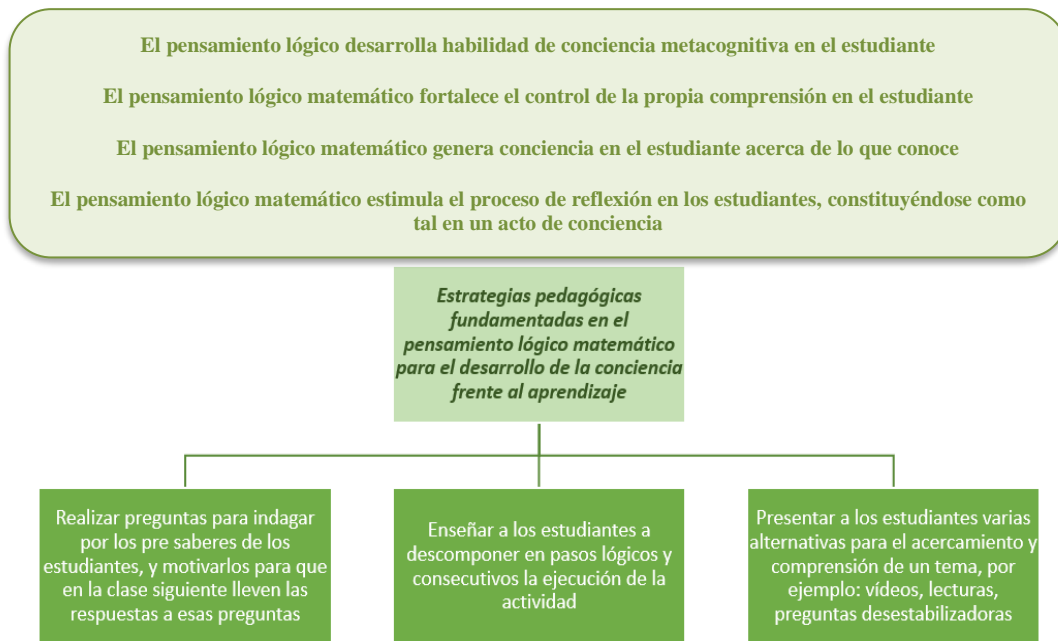 El pensamiento lógico desarrolla habilidad de conciencia metacognitiva en el estudiante
El pensamiento lógico matemático fortalece el control de la propia comprensión en el estudiante
El pensamiento lógico matemático genera conciencia en el estudiante acerca de lo que conoce
El pensamiento lógico matemático estimula el proceso de reflexión en los estudiantes, constituyéndose como
tal en un acto de conciencia
Estrategias pedagógicas
fundamentadas en el
pensamiento lógico matemático
para el desarrollo de la conciencia
frente al aprendizaje
Realizar preguntas para indagar
por los pre saberes de los
estudiantes, y motivarlos para que
en la clase siguiente lleven las
respuestas a esas preguntas
Enseñar a los estudiantes a
descomponer en pasos lógicos y
consecutivos la ejecución de la
actividad
Presentar a los estudiantes varias
alternativas para el acercamiento y
comprensión de un tema, por
ejemplo: vídeos, lecturas,
preguntas desestabilizadoras